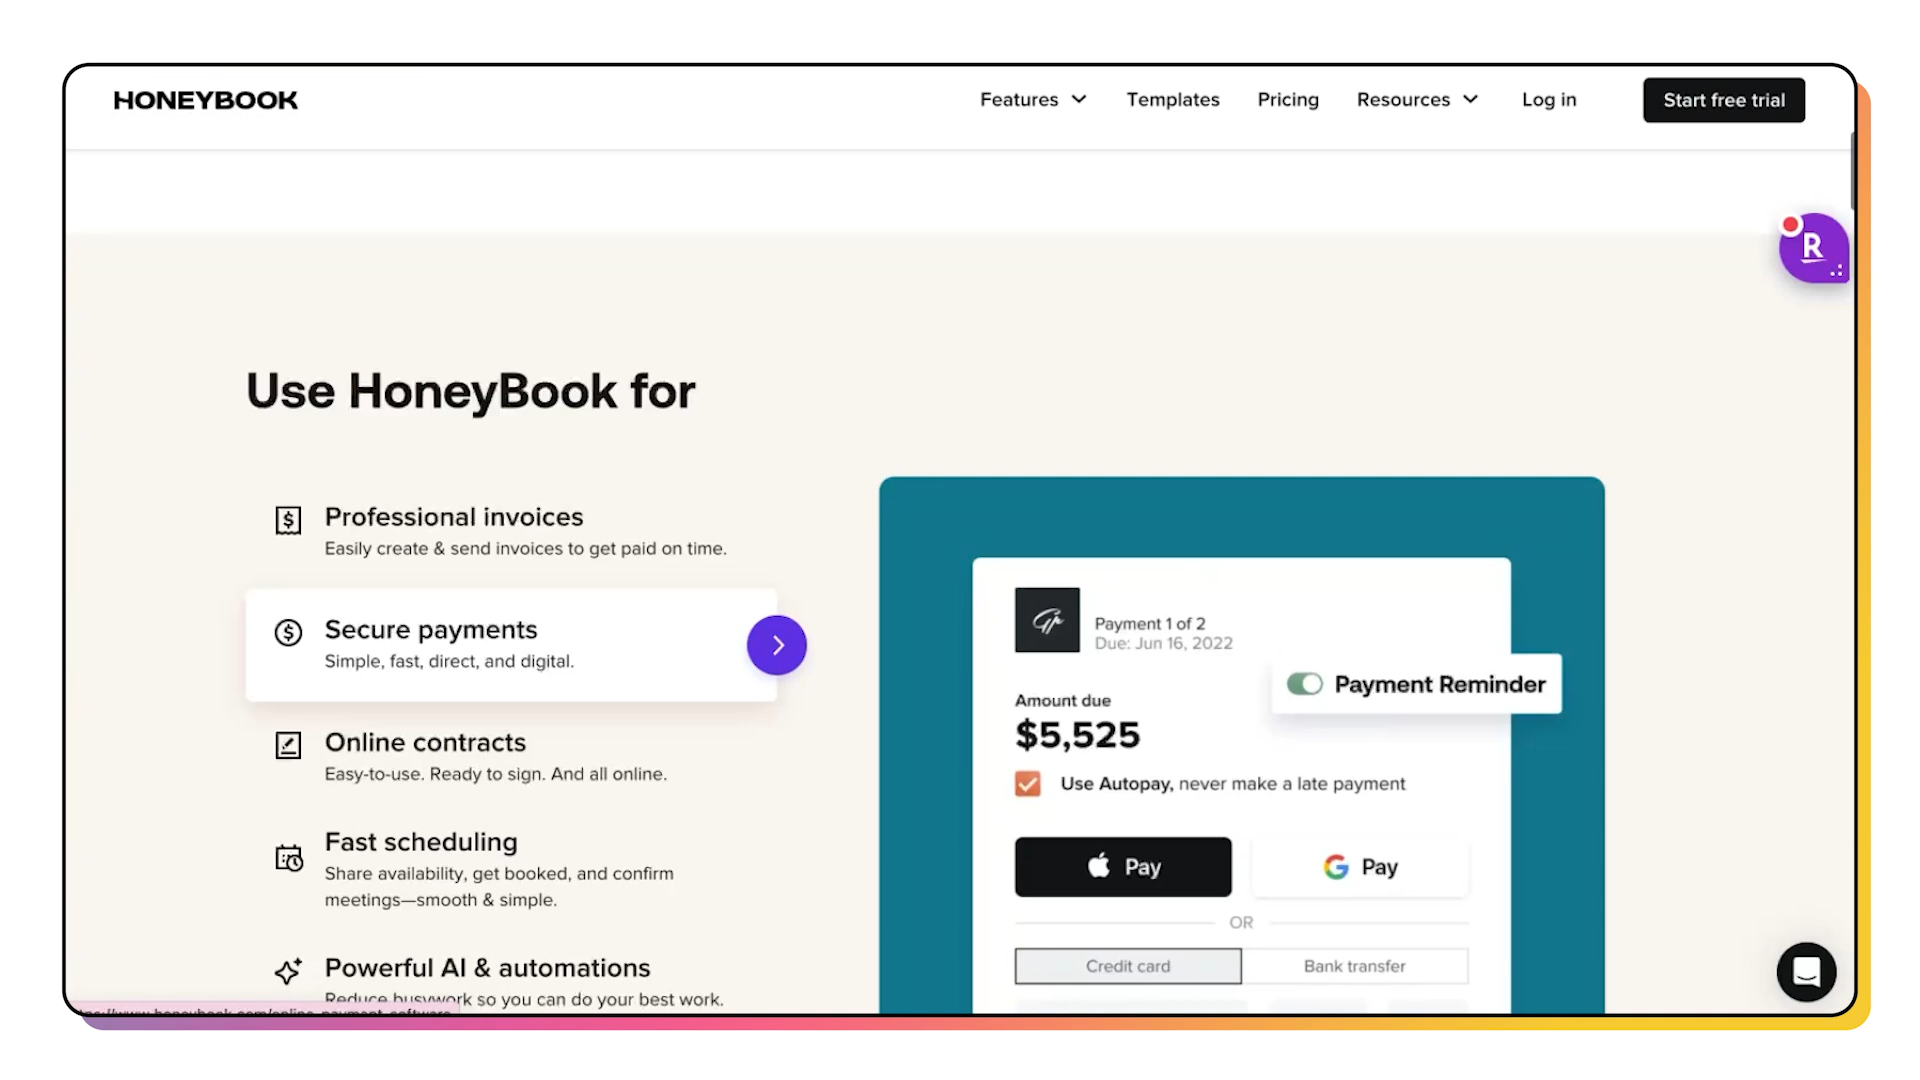 HONEYBOOK
Features
Templates
Pricing
Resources
Log in
Start free trial
R
Use HoneyBook for
Professional invoices
Easily create & send invoices to get paid on time.
Secure payments
Simple, fast, direct, and digital.
Online contracts
Easy-to-use. Ready to sign. And all online.
Fast scheduling
Share availability, get booked, and confirm
meetings—smooth & simple.
Powerful AI & automations
Reduce busywork so you can do your best work.
Payment 1 of 2
Due: Jun 16, 2022
Payment Reminder
Amount due
$5,525
Use Autopay, never make a late payment
Pay
G Pay
OR
Credit card
Bank transfer